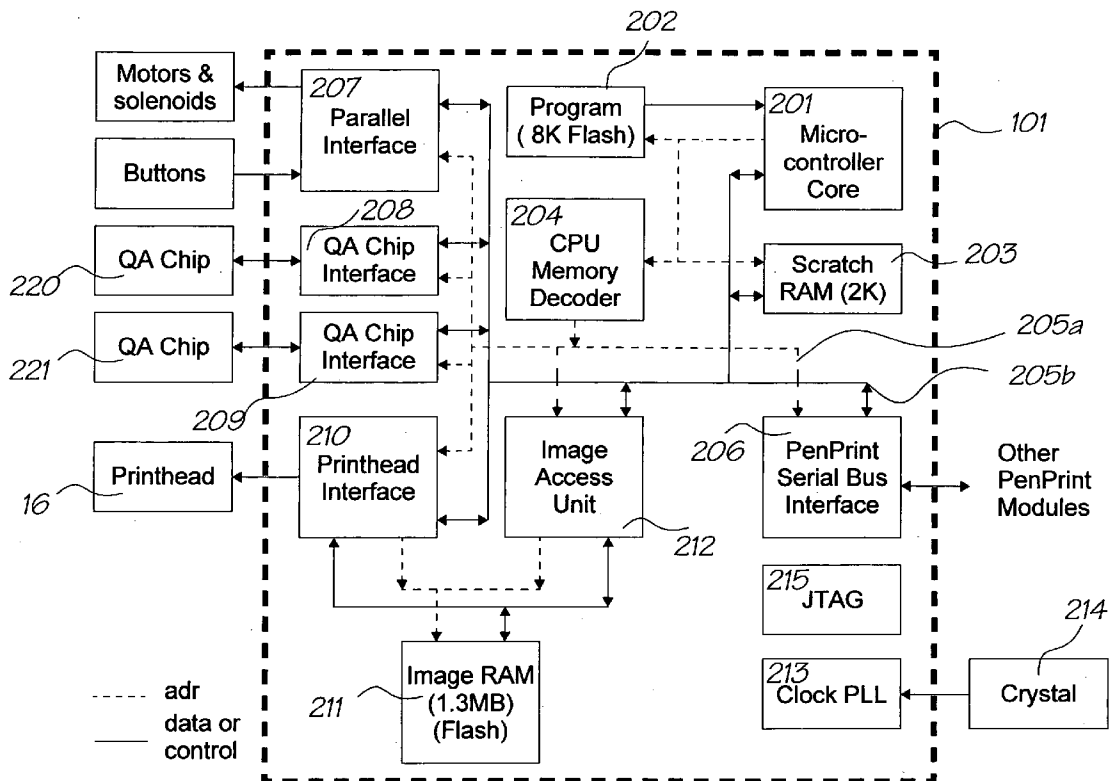 202
Motors &
solenoids
207
Parallel
Interface
Program
( 8K Flash)
201
Micro-
controller
Core
101
Buttons
208
QA Chip
Interface
QA Chip
220
204
CPU
Memory
Decoder
Scratch
RAM (2K)
203
QA Chip
221
QA Chip
Interface
209
205a
205b
Printhead
16
210
Printhead
Interface
Image
Access
Unit
212
206
PenPrint
Serial Bus
Interface
Other
PenPrint
Modules
215
JTAG
214
Image RAM
(1.3MB)
(Flash)
211
213
Clock PLL
Crystal
adr
data or
control